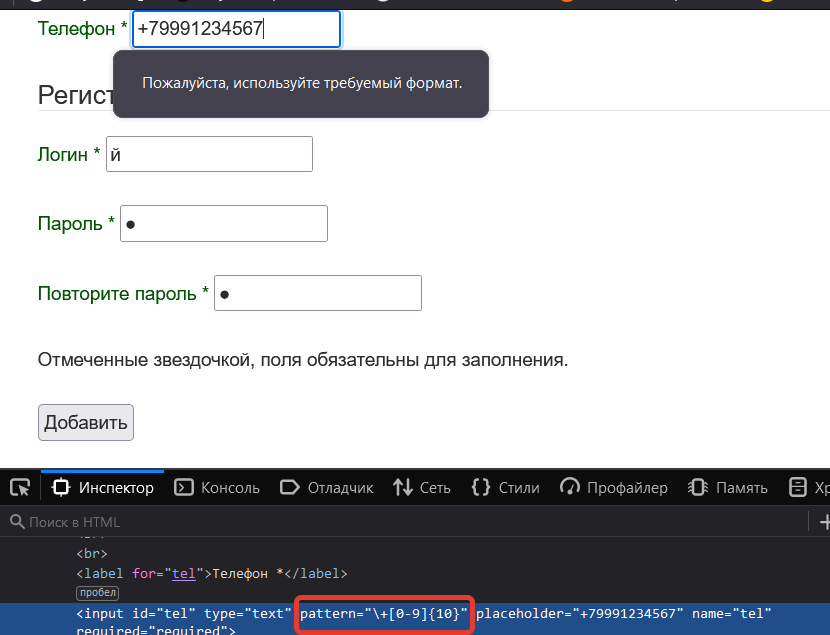 Телефон * +79991234567
Пожалуйста, используйте требуемый формат.
Регист
Логин * й
Пароль * ●
Повторите пароль * ●
Отмеченные звездочкой, поля обязательны для заполнения.
Добавить
Инспектор Консоль Отладчик Сеть Стили Профайлер Память Хр
Поиск в HTML
<br>
<label for="tel">Телефон *</label>
пробел
<input id="tel" type="text" pattern="\+[0-9]{10}" placeholder="+79991234567" name="tel"
required="required">